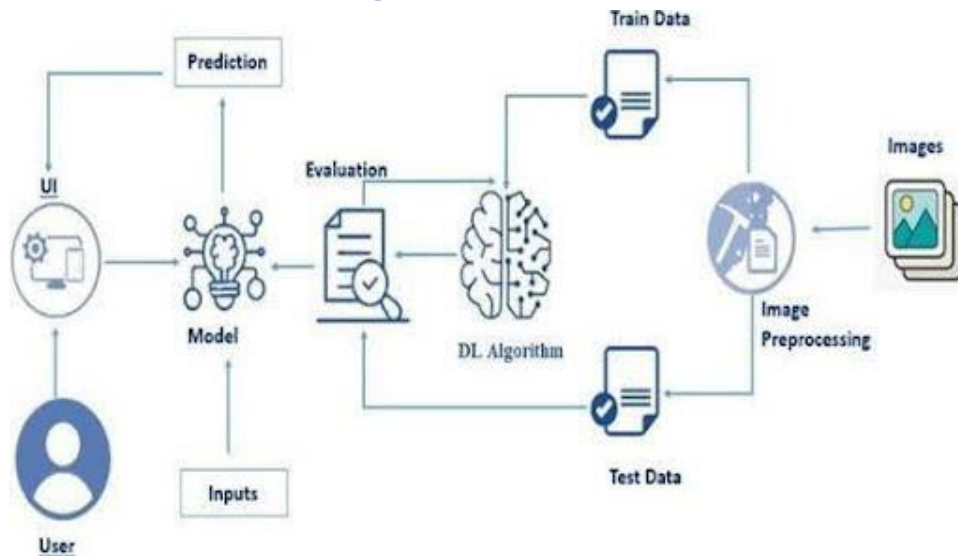 Train Data
Prediction
Images
Evaluation
UI
Image
Preprocessing
Model
DL Algorithm
Test Data
Inputs
User